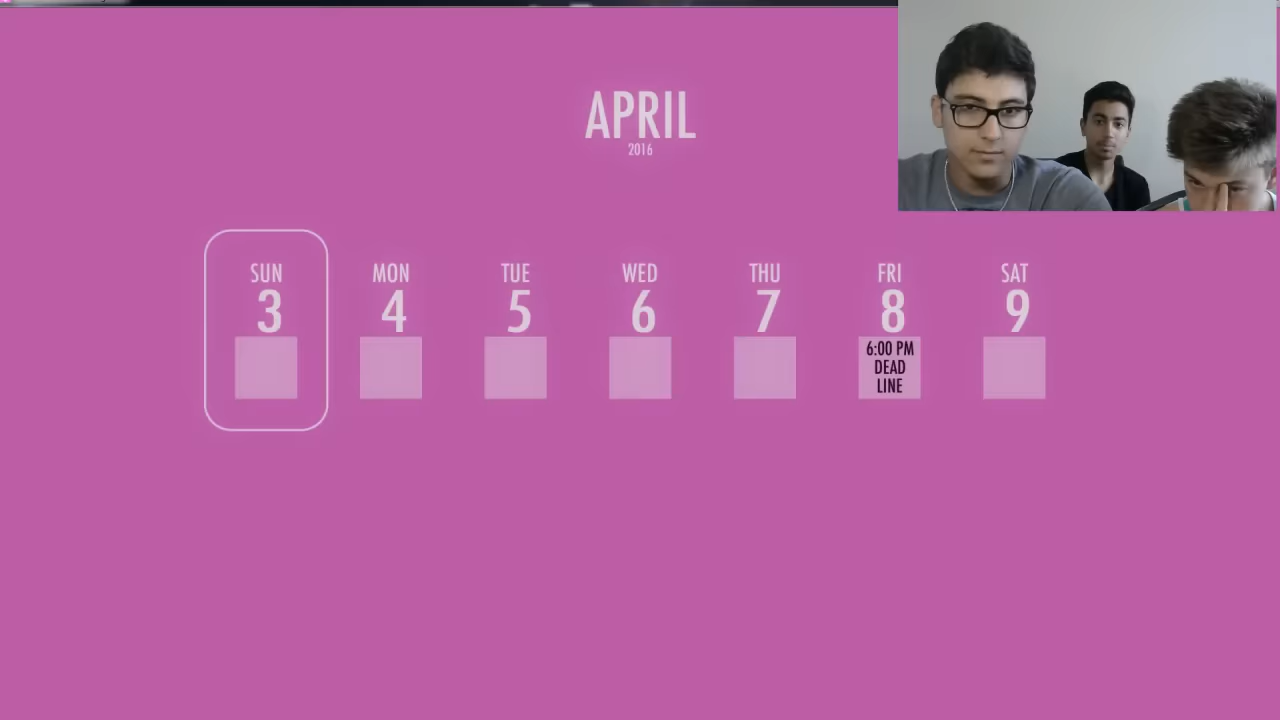 APRIL
2016
SUN MON TUE WED THU FRI SAT
3 4 5 6 7 8 9
6:00 PM
DEAD
LINE